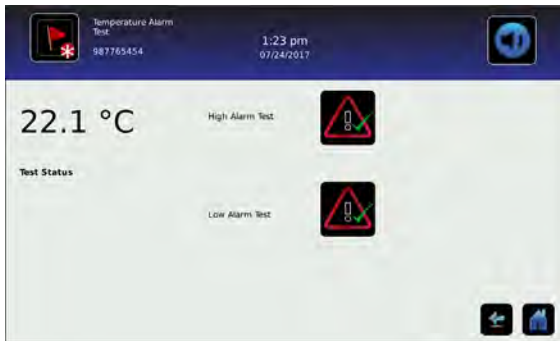 Temperature Alarm
Test
987765454
1:23 pm
07/24/2017
22.1 °C
High Alarm Test
Test Status
Low Alarm Test